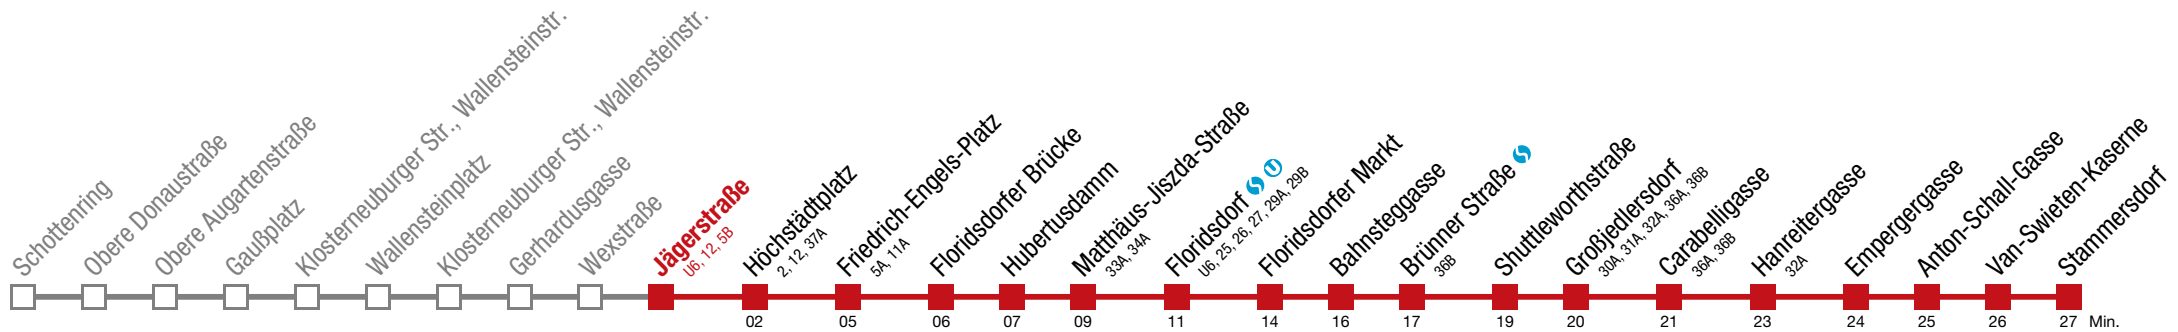 Schottenring
Obere Donaustraße
Obere Augartenstraße
Gaußplatz
Klosterneuburger Str., Wallensteinstr.
Wallensteinplatz
Klosterneuburger Str., Wallensteinstr.
Gerhardusgasse
Wexstraße
Jägerstraße
U6, 12, 5B
Höchstädtplatz
2, 12, 37A
Friedrich-Engels-Platz
5A, 11A
Floridsdorfer Brücke
Hubertusdamm
Matthäus-Jiszda-Straße
33A, 34A
Floridsdorf S U
U6, 25, 26, 27, 29A, 29B
Floridsdorfer Markt
Bahnsteggasse
Brünner Straße S
36B
Shuttleworthstraße
Großjedlersdorf
30A, 31A, 32A, 36A, 36B
Carabelligasse
36A, 36B
Hanreitergasse
32A
Empergergasse
Anton-Schall-Gasse
Van-Swieten-Kaserne
Stammersdorf
02 05 06 07 09 11 14 16 17 19 20 21 23 24 25 26 27 Min.